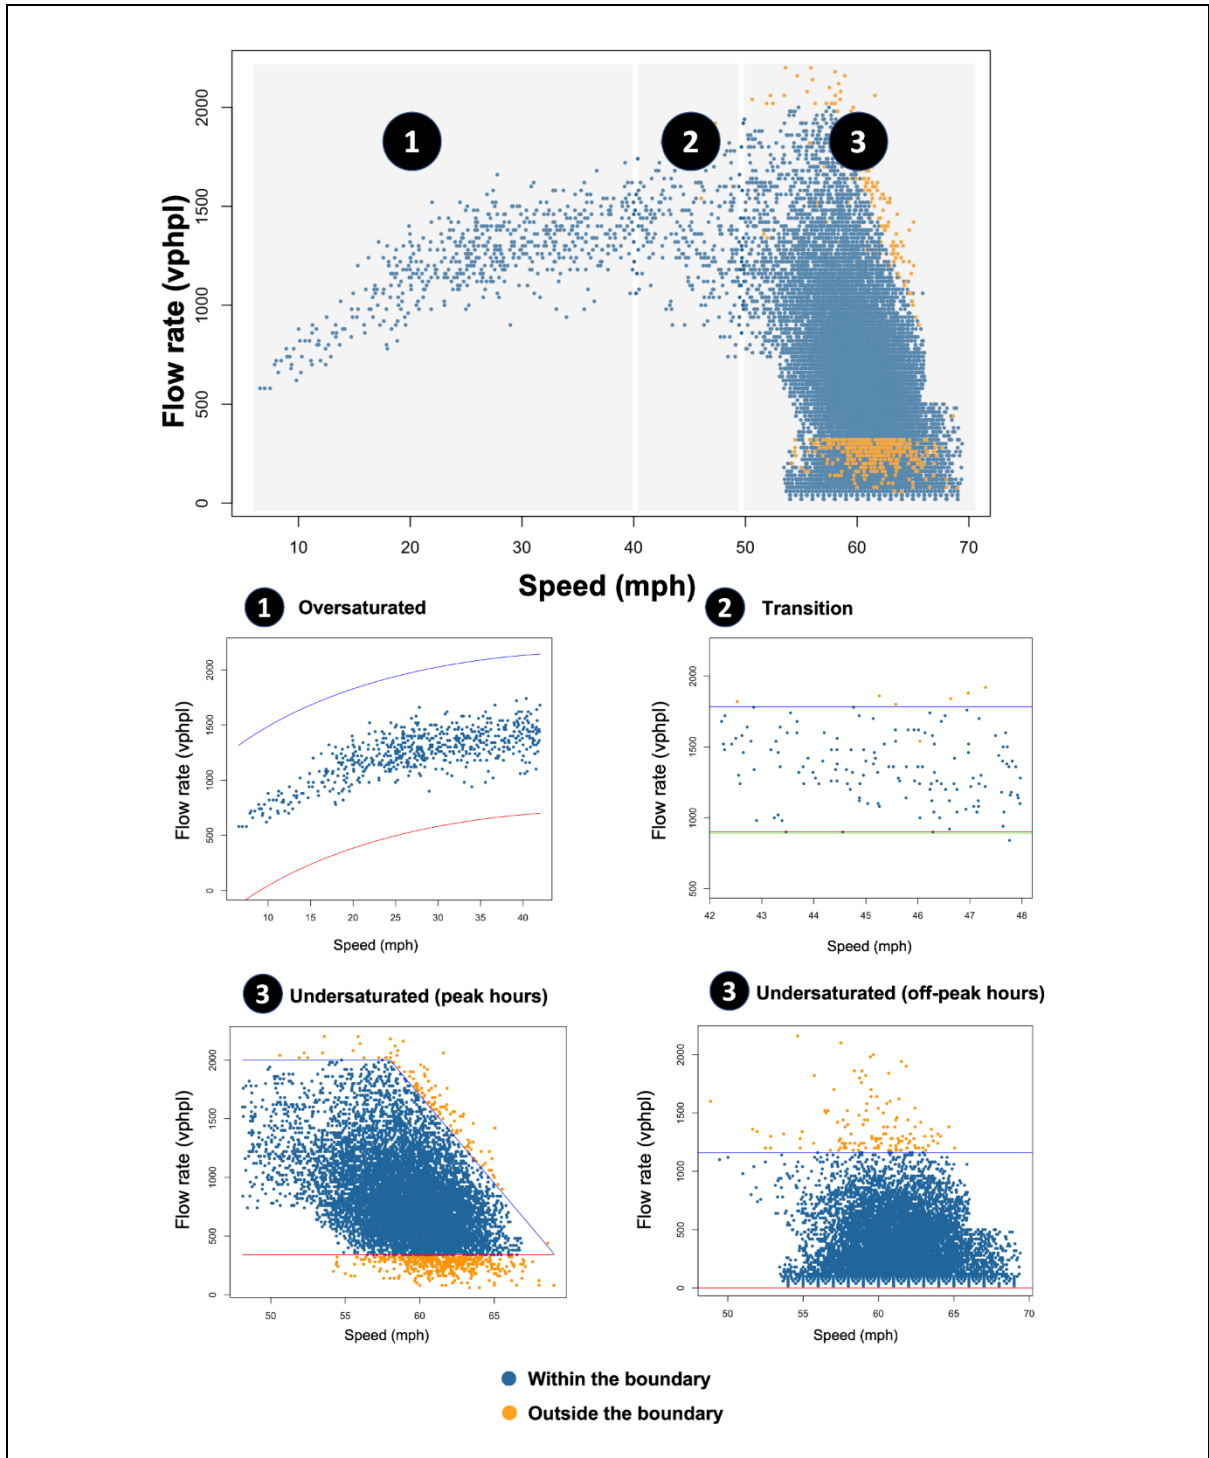 1
2
3
Flow rate (vphpl)
2000
1500
1000
500
0
10 20 30 40 50 60 70
Speed (mph)
1 Oversaturated
Flow rate (vphpl)
2000
1500
1000
500
0
10 15 20 25 30 35 40
Speed (mph)
2 Transition
Flow rate (vphpl)
2000
1500
1000
500
42 43 44 45 46 47 48
Speed (mph)
3 Undersaturated (peak hours)
Flow rate (vphpl)
2000
1500
1000
500
0
50 55 60 65
Speed (mph)
3 Undersaturated (off-peak hours)
Flow rate (vphpl)
2000
1500
1000
500
0
50 55 60 65 70
Speed (mph)
Within the boundary
Outside the boundary